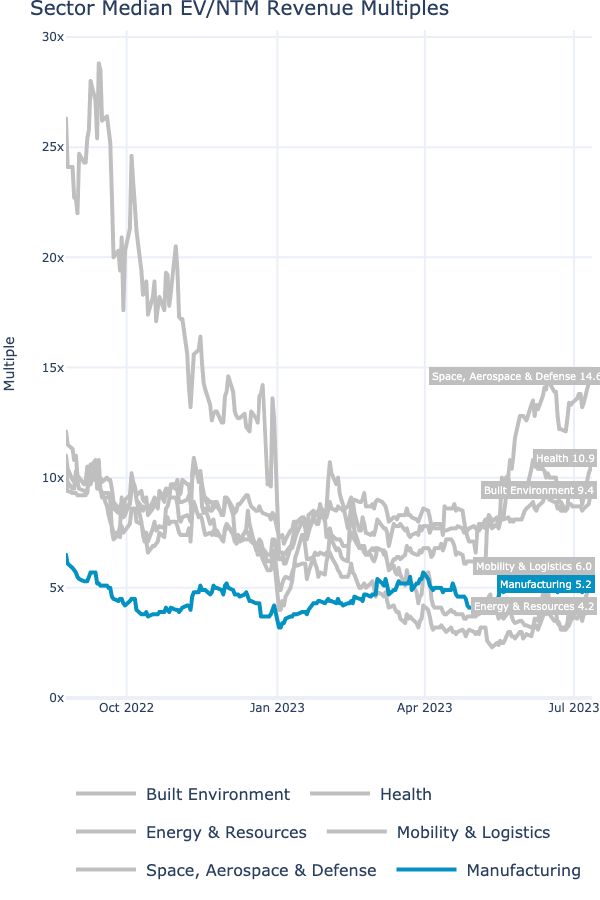 Sector Median EV/NTM Revenue Multiples
30x
25x
20x
15x
10x
5x
0x
Multiple
Space, Aerospace & Defense 14.6
Health 10.9
Built Environment 9.4
Mobility & Logistics 6.0
Manufacturing 5.2
Energy & Resources 4.2
Oct 2022 Jan 2023 Apr 2023 Jul 2023
Built Environment Health
Energy & Resources Mobility & Logistics
Space, Aerospace & Defense Manufacturing